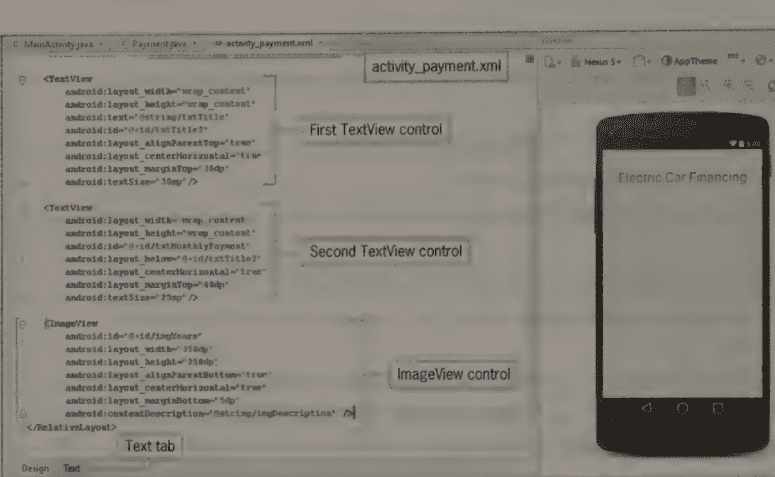 MainActivity.java
Payment.java
activity_payment.xml
activity_payment.xml
Nexus 5
AppTheme
<TextView
android:layout_width="wrap_content"
android:layout_height="wrap_content"
android:text="@string/txtTitle"
android:id="@+id/txtTitle2"
android:layout_alignParentTop="true"
android:layout_centerHorizontal="true
android:layout_marginTop="30dp"
android:textSize="30sp"/>
First TextView control
<TextView
android:layout_width="wrap_content
android:layout_height="wrap_content"
android:id="@+id/txtMonthlyPayment"
android:layout_below="@+id/txtTitle2"
android:layout_centerHorizontal="true"
android:layout_marginTop="40dp"
android:textSize="25sp"/>
Second TextView control
<ImageView
android:id="@+id/imgYears"
android:layout_width="350dp"
android:layout_height="250dp"
android:layout_alignParentBottom="true"
android:layout_centerHorizontal="true"
android:layout_marginBottom="5dp"
android:contentDescription="@string/imgDescription" />
ImageView control
</RelativeLayout>
Text tab
Design Text
Electric Car Financing